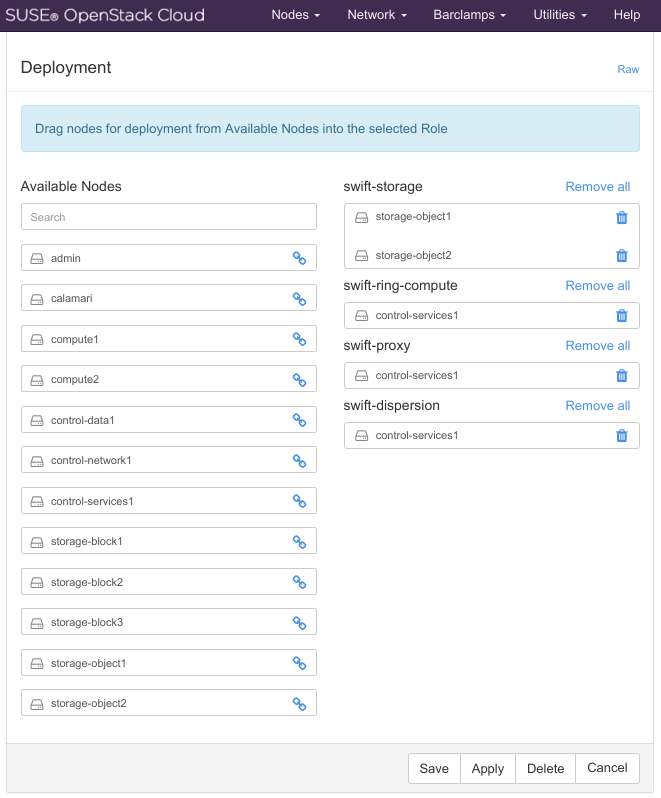 SUSE® OpenStack Cloud Nodes Network Barclamps Utilities Help
Deployment Raw
Drag nodes for deployment from Available Nodes into the selected Role
Available Nodes
Search
admin
calamari
compute1
compute2
control-data1
control-network1
control-services1
storage-block1
storage-block2
storage-block3
storage-object1
storage-object2
swift-storage Remove all
storage-object1
storage-object2
swift-ring-compute Remove all
control-services1
swift-proxy Remove all
control-services1
swift-dispersion Remove all
control-services1
Save Apply Delete Cancel